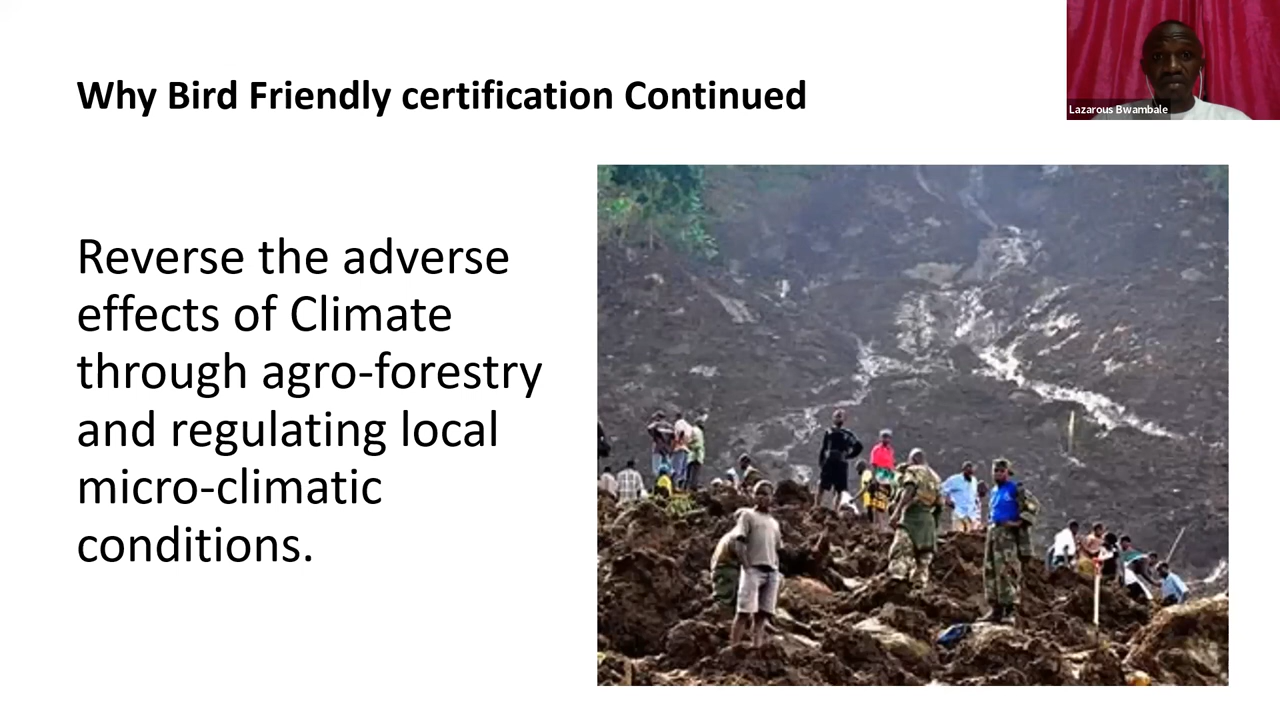 Why Bird Friendly certification Continued
Lazarous Bwambale
Reverse the adverse
effects of Climate
through agro-forestry
and regulating local
micro-climatic
conditions.